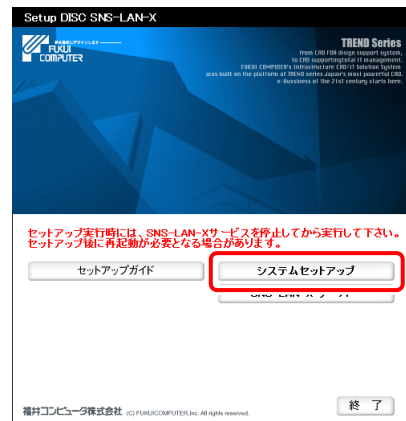 Setup DISC SNS-LAN-X
FUKUI
COMPUTER
TREND Series
from CAD FOR design support system,
to CAD supportingtotal IT management.
FUKUI COMPUTER's Infrastructure CAD/IT Solution System
was built on the platform of TREND series Japan's most powerful CAD.
e-Bussiness of the 21st century starts here.
セットアップ実行時には、SNS-LAN-Xサービスを停止してから実行して下さい。
セットアップ後に再起動が必要となる場合があります。
セットアップガイド
システムセットアップ
終 了
福井コンピュータ株式会社 (C) FUKUICOMPUTER,Inc. All rights reserved.